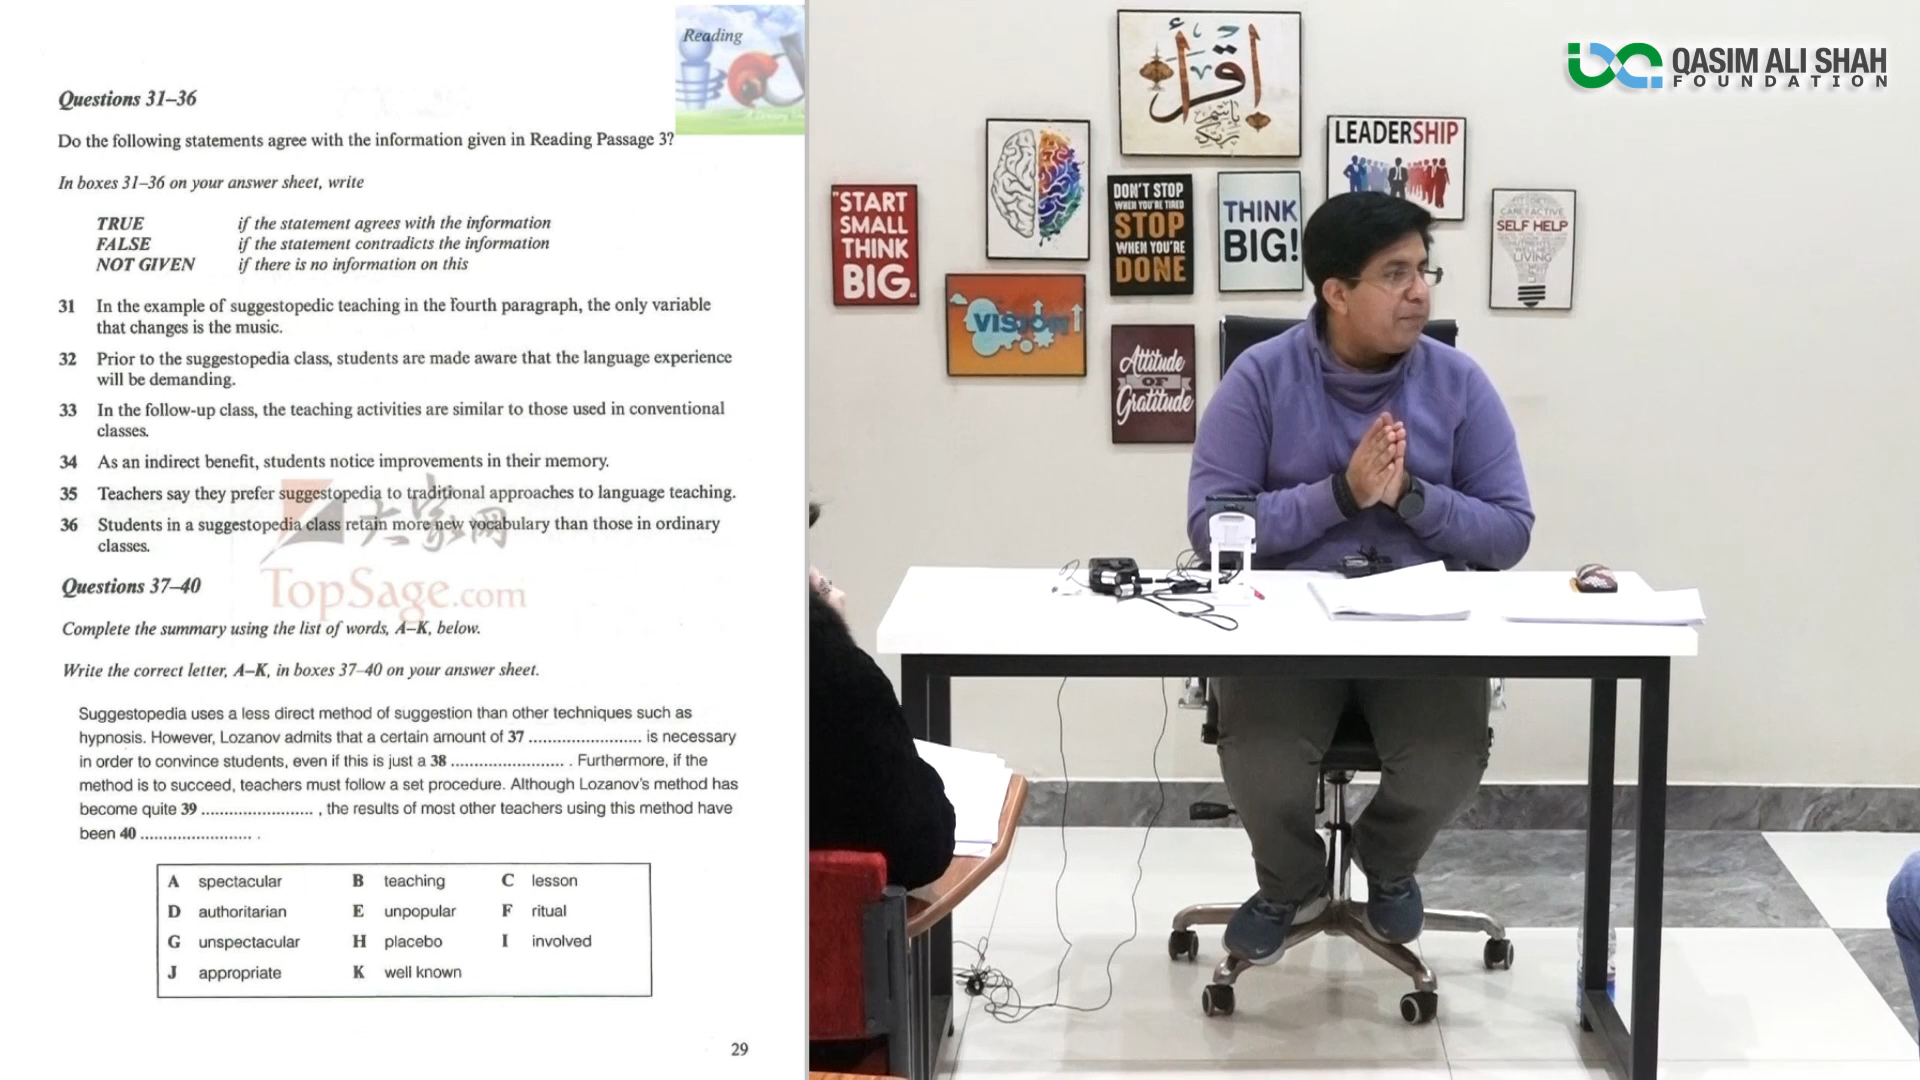 Reading
Questions 31–36
Do the following statements agree with the information given in Reading Passage 3?
In boxes 31–36 on your answer sheet, write
TRUE if the statement agrees with the information
FALSE if the statement contradicts the information
NOT GIVEN if there is no information on this
31 In the example of suggestopedic teaching in the fourth paragraph, the only variable
that changes is the music.
32 Prior to the suggestopedia class, students are made aware that the language experience
will be demanding.
33 In the follow-up class, the teaching activities are similar to those used in conventional
classes.
34 As an indirect benefit, students notice improvements in their memory.
35 Teachers say they prefer suggestopedia to traditional approaches to language teaching.
36 Students in a suggestopedia class retain more new vocabulary than those in ordinary
classes.
大家网
TopSage.com
Questions 37–40
Complete the summary using the list of words, A–K, below.
Write the correct letter, A–K, in boxes 37–40 on your answer sheet.
Suggestopedia uses a less direct method of suggestion than other techniques such as
hypnosis. However, Lozanov admits that a certain amount of 37 ........................ is necessary
in order to convince students, even if this is just a 38 ........................ . Furthermore, if the
method is to succeed, teachers must follow a set procedure. Although Lozanov's method has
become quite 39 ........................ , the results of most other teachers using this method have
been 40 ........................ .
A spectacular B teaching C lesson
D authoritarian E unpopular F ritual
G unspectacular H placebo I involved
J appropriate K well known
29
QASIM ALI SHAH
FOUNDATION
اقرأ
باسم
ربك
LEADERSHIP
"START
SMALL
THINK
BIG"
DON'T STOP
WHEN YOU'RE TIRED
STOP
WHEN YOU'RE
DONE
THINK
BIG!
SELF HELP
LIVING
VISION
Attitude
OF
Gratitude